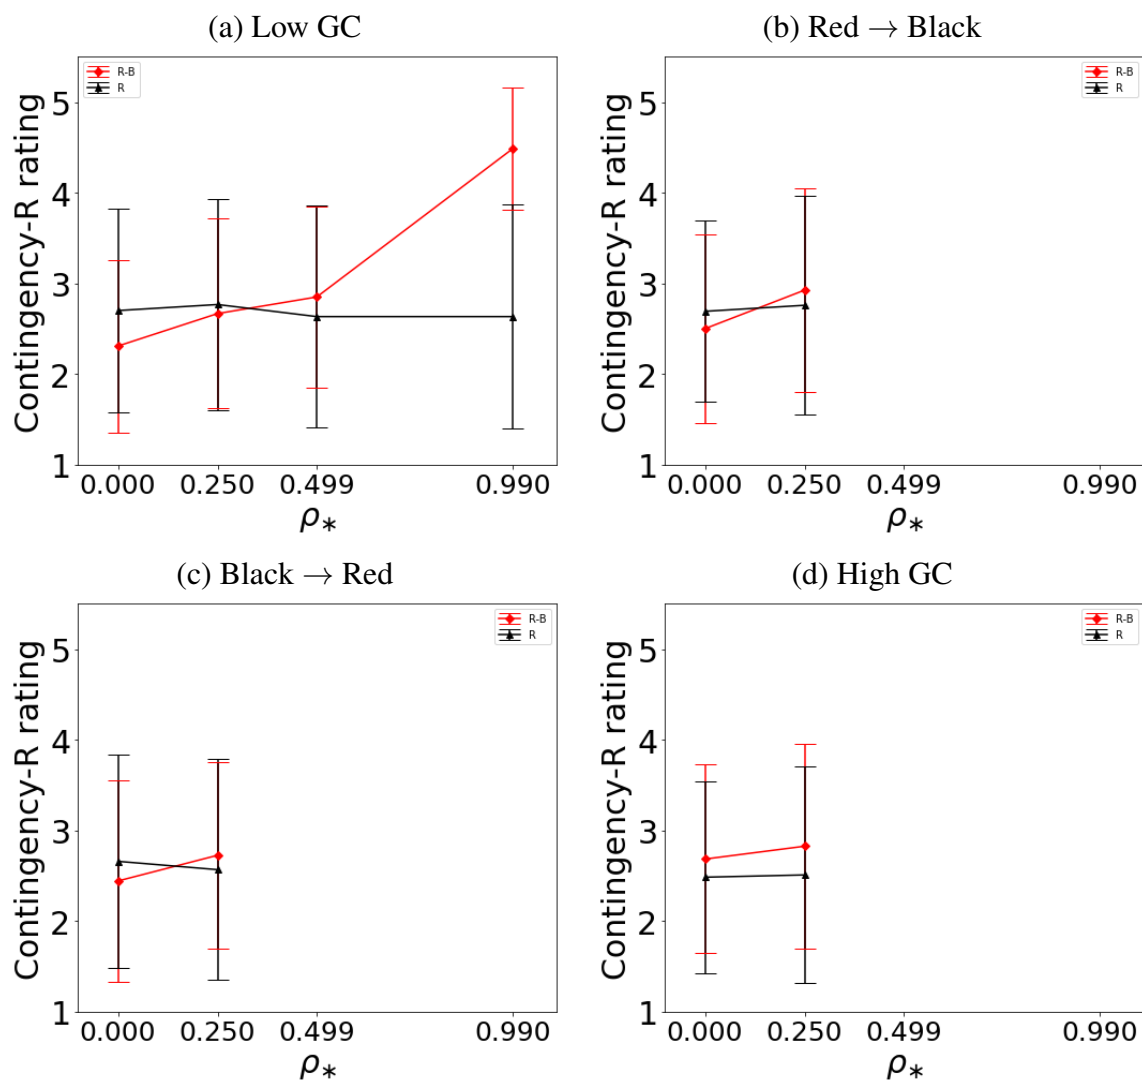 (a) Low GC
R-B
R
Contingency-R rating
5
4
3
2
1
0.000 0.250 0.499 0.990
ρ*
(b) Red → Black
R-B
R
Contingency-R rating
5
4
3
2
1
0.000 0.250 0.499 0.990
ρ*
(c) Black → Red
R-B
R
Contingency-R rating
5
4
3
2
1
0.000 0.250 0.499 0.990
ρ*
(d) High GC
R-B
R
Contingency-R rating
5
4
3
2
1
0.000 0.250 0.499 0.990
ρ*